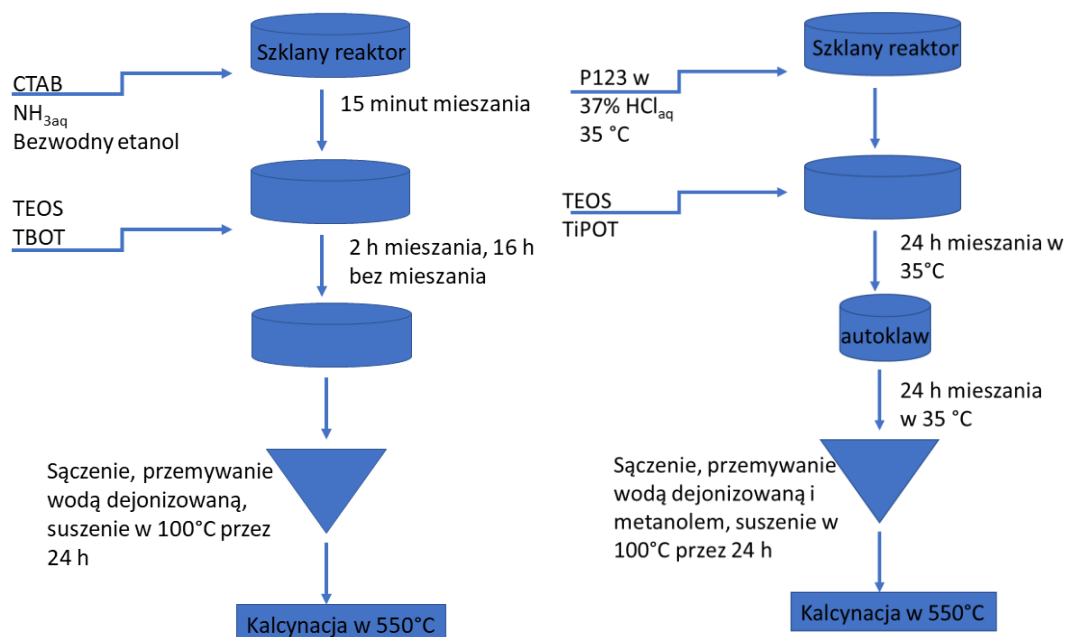 Szklany reaktor
CTAB
NH3aq
Bezwodny etanol
15 minut mieszania
TEOS
TBOT
2 h mieszania, 16 h
bez mieszania
Sączenie, przemywanie
wodą dejonizowaną,
suszenie w 100°C przez
24 h
Kalcynacja w 550°C
Szklany reaktor
P123 w
37% HClaq
35 °C
TEOS
TiPOT
24 h mieszania w
35°C
autoklaw
24 h mieszania
w 35 °C
Sączenie, przemywanie
wodą dejonizowaną i
metanolem, suszenie w
100°C przez 24 h
Kalcynacja w 550°C